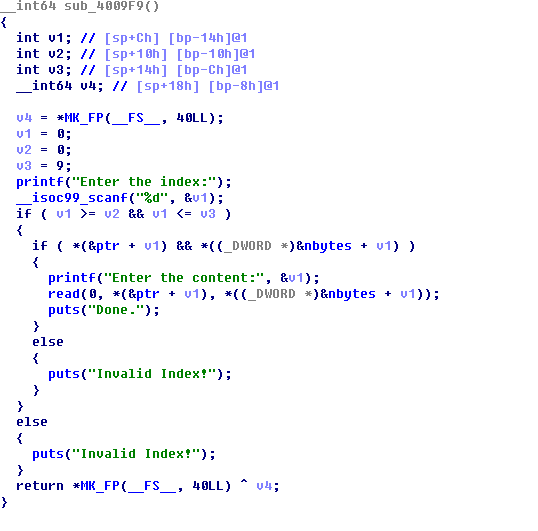 __int64 sub_4009F9()
{
  int v1; // [sp+Ch] [bp-14h]@1
  int v2; // [sp+10h] [bp-10h]@1
  int v3; // [sp+14h] [bp-Ch]@1
  __int64 v4; // [sp+18h] [bp-8h]@1

  v4 = *MK_FP(__FS__, 40LL);
  v1 = 0;
  v2 = 0;
  v3 = 9;
  printf("Enter the index:");
  __isoc99_scanf("%d", &v1);
  if ( v1 >= v2 && v1 <= v3 )
  {
    if ( *(&ptr + v1) && *((_DWORD *)&nbytes + v1) )
    {
      printf("Enter the content:", &v1);
      read(0, *(&ptr + v1), *((_DWORD *)&nbytes + v1));
      puts("Done.");
    }
    else
    {
      puts("Invalid Index!");
    }
  }
  else
  {
    puts("Invalid Index!");
  }
  return *MK_FP(__FS__, 40LL) ^ v4;
}